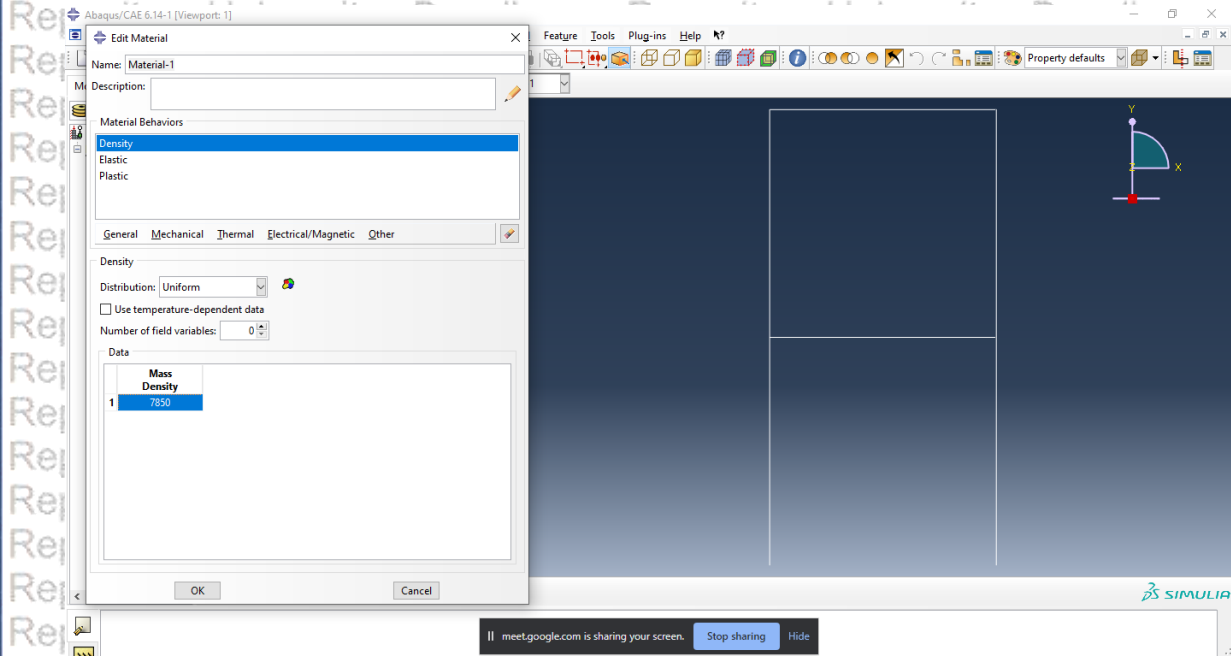 Abaqus/CAE 6.14-1 [Viewport: 1]
Edit Material
Feature Tools Plug-ins Help
Name: Material-1
Property defaults
Description:
1
Material Behaviors
Density
Elastic
Plastic
General Mechanical Thermal Electrical/Magnetic Other
Density
Distribution: Uniform
Use temperature-dependent data
Number of field variables: 0
Data
Mass
Density
1 7850
OK Cancel
Y
Z X
SIMULIA
meet.google.com is sharing your screen. Stop sharing Hide